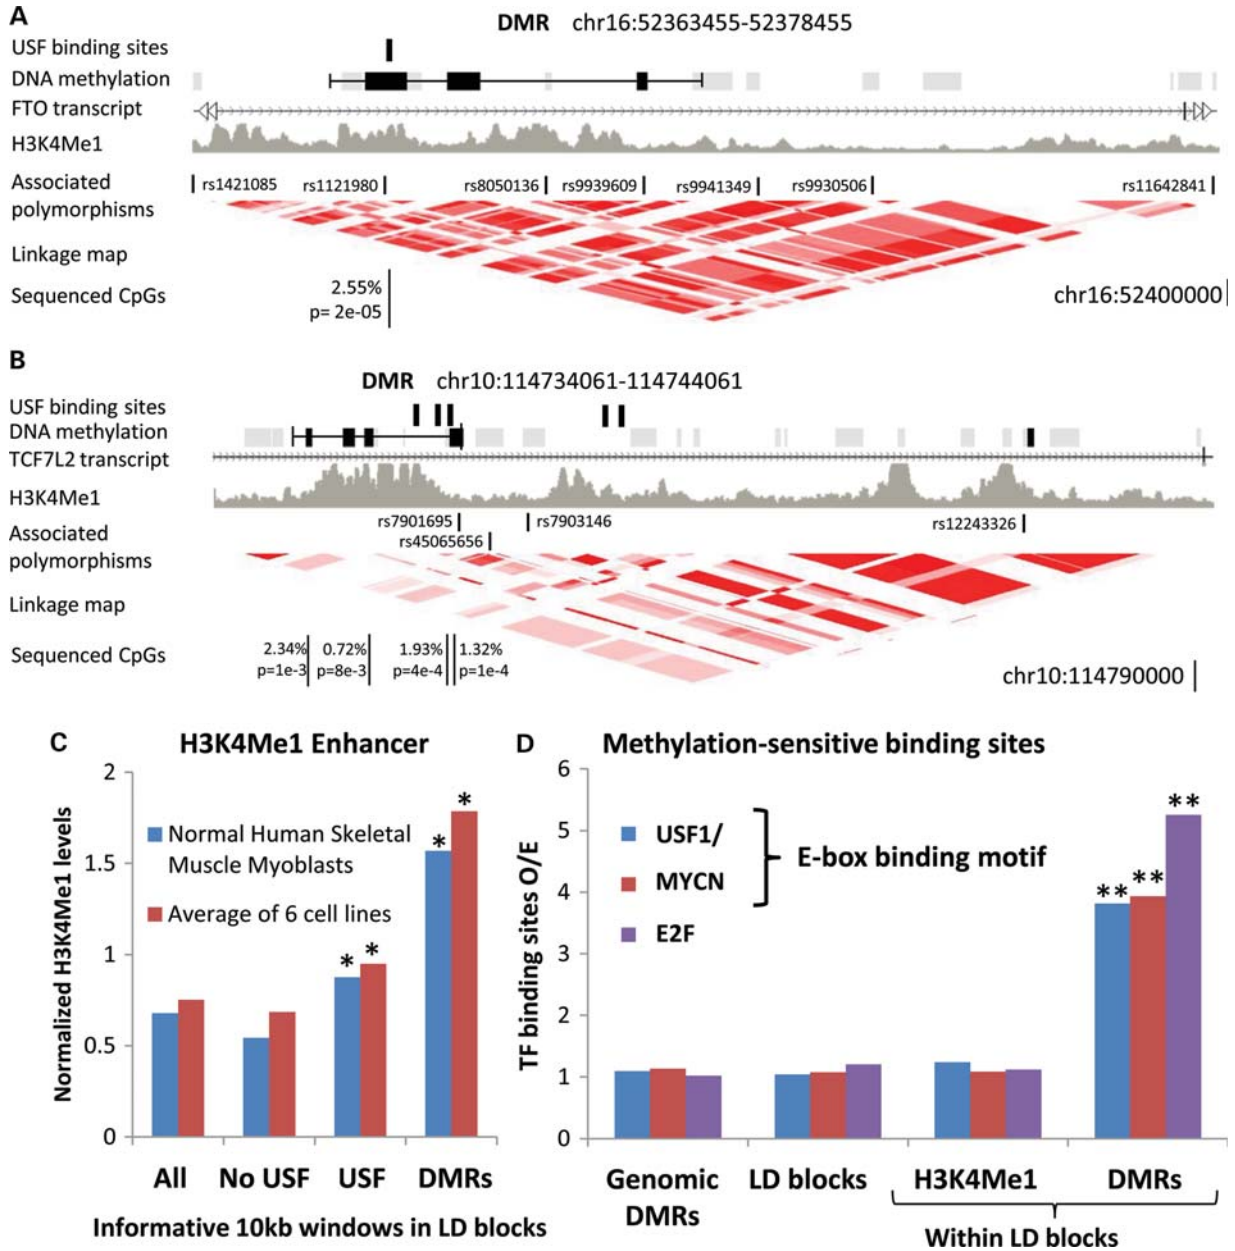 A
DMR chr16:52363455-52378455
USF binding sites
DNA methylation
FTO transcript
H3K4Me1
Associated polymorphisms
rs1421085 rs1121980 rs8050136 rs9939609 rs9941349 rs9930506 rs11642841
Linkage map
Sequenced CpGs
2.55%
p= 2e-05
chr16:52400000
B
DMR chr10:114734061-114744061
USF binding sites
DNA methylation
TCF7L2 transcript
H3K4Me1
Associated polymorphisms
rs7901695 rs7903146 rs12243326
rs45065656
Linkage map
Sequenced CpGs
2.34% 0.72% 1.93% 1.32%
p=1e-3 p=8e-3 p=4e-4 p=1e-4
chr10:114790000
C
H3K4Me1 Enhancer
Normalized H3K4Me1 levels
2
1.5
1
0.5
0
Normal Human Skeletal
Muscle Myoblasts
Average of 6 cell lines
* * * *
All No USF USF DMRs
Informative 10kb windows in LD blocks
D
Methylation-sensitive binding sites
TF binding sites O/E
6
5
4
3
2
1
0
USF1/
MYCN
E2F
E-box binding motif
** ** **
Genomic DMRs
LD blocks
H3K4Me1
DMRs
Within LD blocks